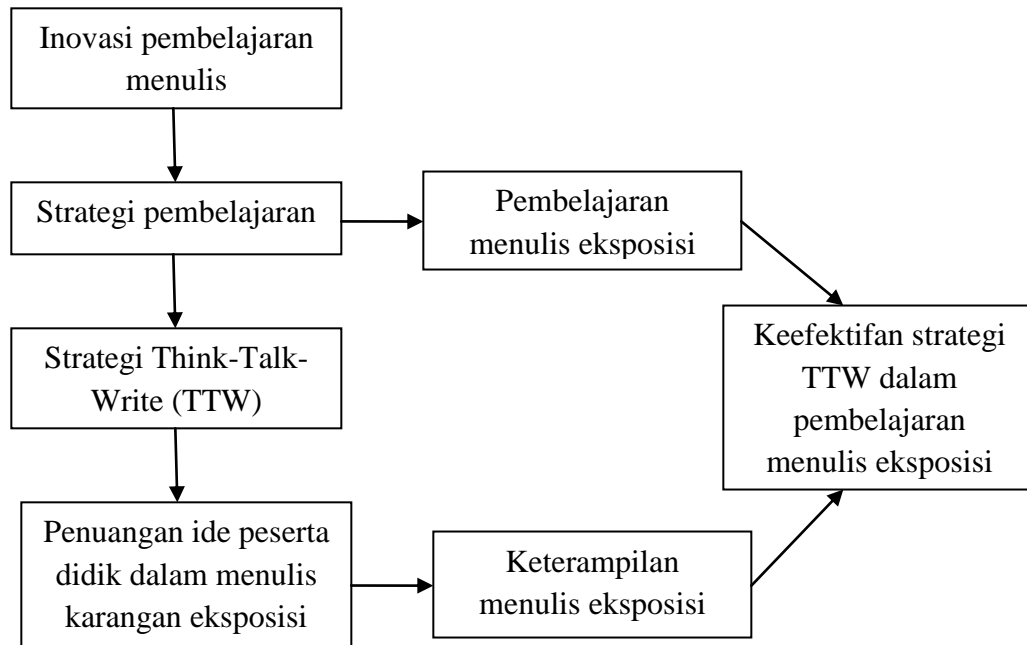 Inovasi pembelajaran
menulis
Strategi pembelajaran
Pembelajaran
menulis eksposisi
Strategi Think-Talk-
Write (TTW)
Keefektifan strategi
TTW dalam
pembelajaran
menulis eksposisi
Penuangan ide peserta
didik dalam menulis
karangan eksposisi
Keterampilan
menulis eksposisi